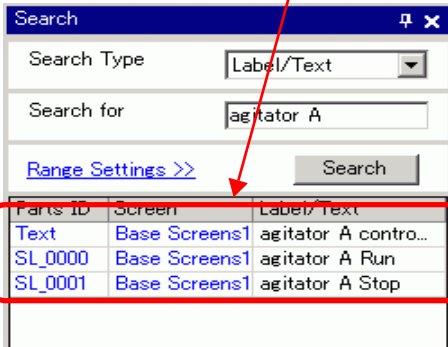 Search
Search Type Label/Text
Search for agitator A
Range Settings >> Search
Parts ID Screen Label/Text
Text Base Screens1 agitator A contro...
SL_0000 Base Screens1 agitator A Run
SL_0001 Base Screens1 agitator A Stop